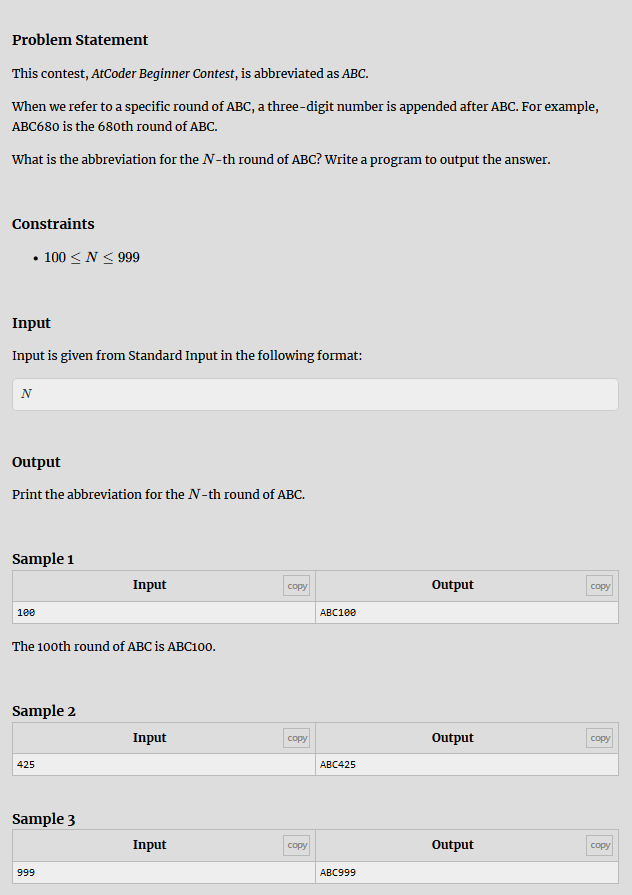 Problem Statement
This contest, AtCoder Beginner Contest, is abbreviated as ABC.
When we refer to a specific round of ABC, a three-digit number is appended after ABC. For example,
ABC680 is the 680th round of ABC.
What is the abbreviation for the N-th round of ABC? Write a program to output the answer.
Constraints
• 100 ≤ N ≤ 999
Input
Input is given from Standard Input in the following format:
N
Output
Print the abbreviation for the N-th round of ABC.
Sample 1
Input copy Output copy
100 ABC100
The 100th round of ABC is ABC100.
Sample 2
Input copy Output copy
425 ABC425
Sample 3
Input copy Output copy
999 ABC999